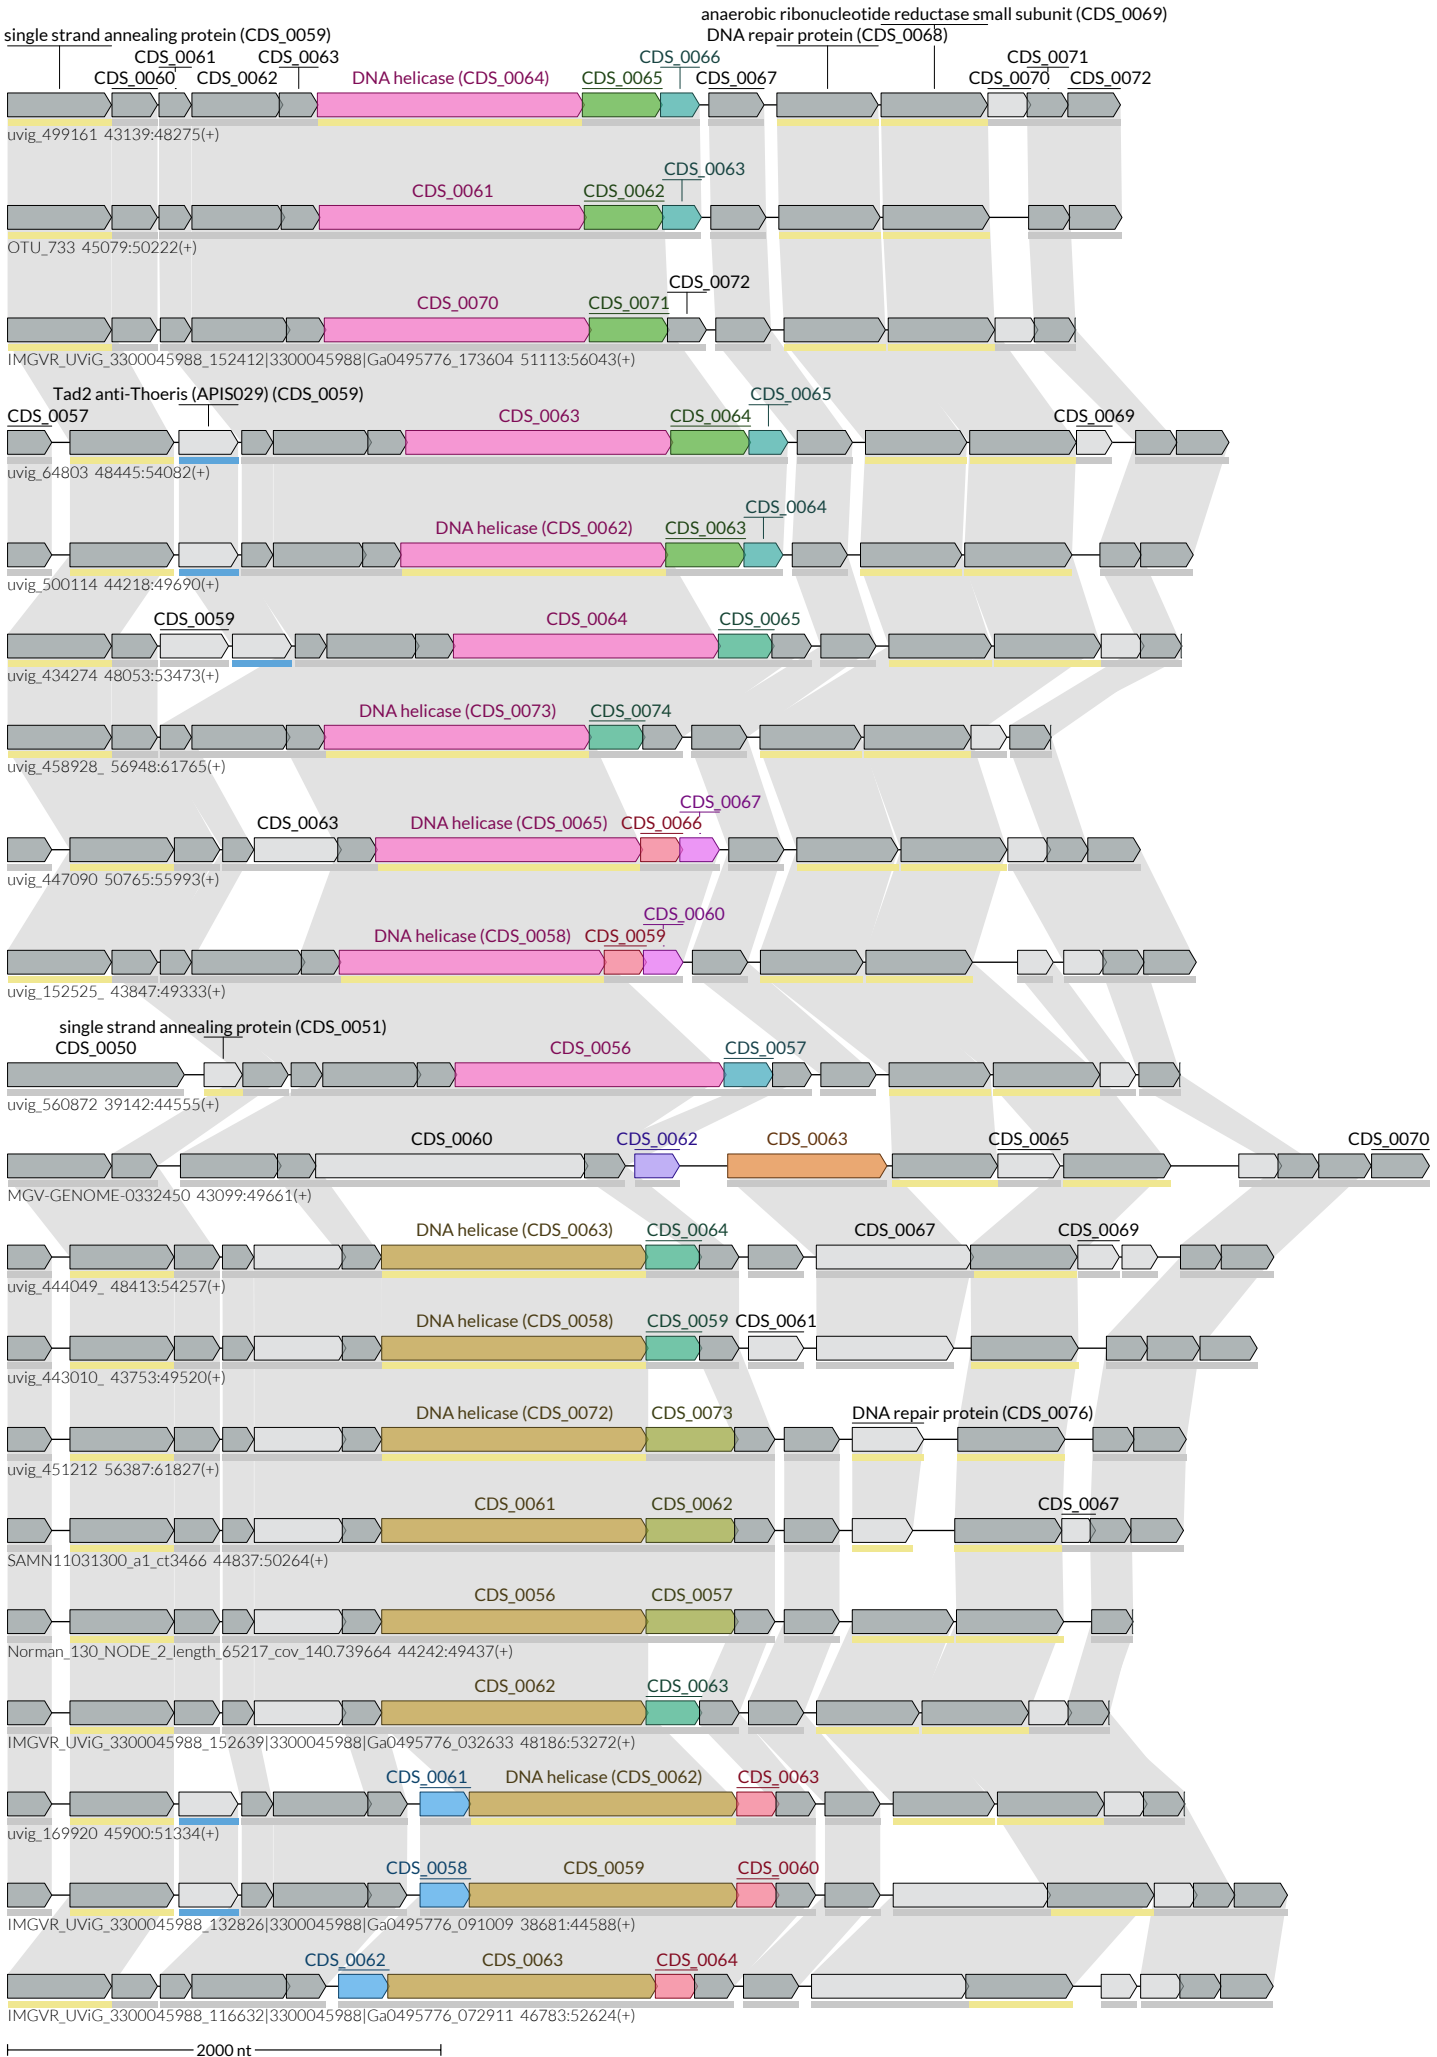 anaerobic ribonucleotide reductase small subunit (CDS_0069)
single strand annealing protein (CDS_0059) DNA repair protein (CDS_0068)
CDS_0061 CDS_0063 CDS_0066 CDS_0071
CDS_0060 CDS_0062 DNA helicase (CDS_0064) CDS_0065 CDS_0067 CDS_0070 CDS_0072
uvig_499161 43139:48275(+)
CDS_0063
CDS_0061 CDS_0062
OTU_733 45079:50222(+)
CDS_0072
CDS_0070 CDS_0071
IMGVR_UViG_3300045988_152412|3300045988|Ga0495776_173604 51113:56043(+)
Tad2 anti-Thoeris (APIS029) (CDS_0059) CDS_0065
CDS_0057 CDS_0063 CDS_0064 CDS_0069
uvig_64803 48445:54082(+)
CDS_0064
DNA helicase (CDS_0062) CDS_0063
uvig_500114 44218:49690(+)
CDS_0059 CDS_0064 CDS_0065
uvig_434274 48053:53473(+)
DNA helicase (CDS_0073) CDS_0074
uvig_458928_ 56948:61765(+)
CDS_0067
CDS_0063 DNA helicase (CDS_0065) CDS_0066
uvig_447090 50765:55993(+)
CDS_0060
DNA helicase (CDS_0058) CDS_0059
uvig_152525_ 43847:49333(+)
single strand annealing protein (CDS_0051)
CDS_0050 CDS_0056 CDS_0057
uvig_560872 39142:44555(+)
CDS_0060 CDS_0062 CDS_0063 CDS_0065 CDS_0070
MGV-GENOME-0332450 43099:49661(+)
DNA helicase (CDS_0063) CDS_0064 CDS_0067 CDS_0069
uvig_444049_ 48413:54257(+)
DNA helicase (CDS_0058) CDS_0059 CDS_0061
uvig_443010_ 43753:49520(+)
DNA helicase (CDS_0072) CDS_0073 DNA repair protein (CDS_0076)
uvig_451212 56387:61827(+)
CDS_0061 CDS_0062 CDS_0067
SAMN11031300_a1_ct3466 44837:50264(+)
CDS_0056 CDS_0057
Norman_130_NODE_2_length_65217_cov_140.739664 44242:49437(+)
CDS_0062 CDS_0063
IMGVR_UViG_3300045988_152639|3300045988|Ga0495776_032633 48186:53272(+)
CDS_0061 DNA helicase (CDS_0062) CDS_0063
uvig_169920 45900:51334(+)
CDS_0058 CDS_0059 CDS_0060
IMGVR_UViG_3300045988_132826|3300045988|Ga0495776_091009 38681:44588(+)
CDS_0062 CDS_0063 CDS_0064
IMGVR_UViG_3300045988_116632|3300045988|Ga0495776_072911 46783:52624(+)
2000 nt